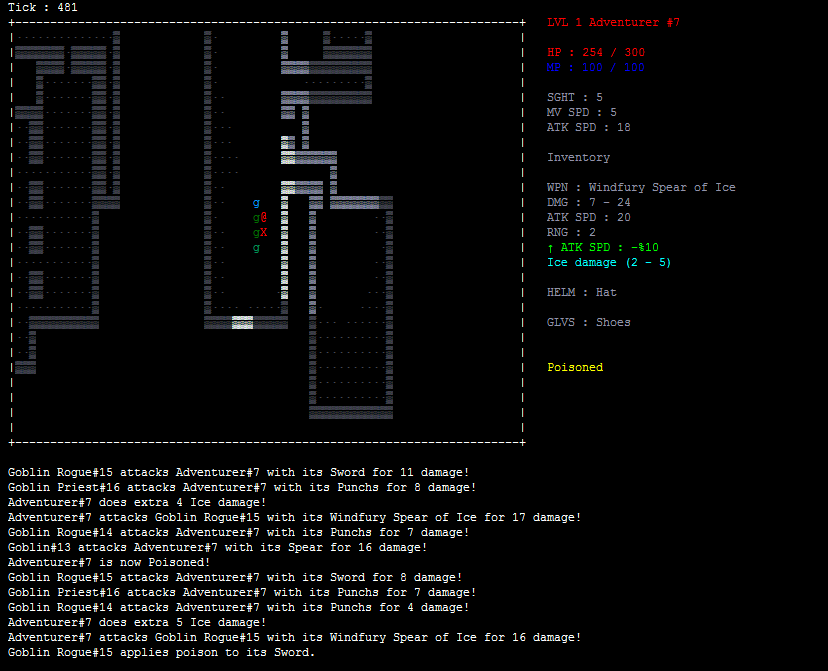 Tick : 481
LVL 1 Adventurer #7
HP : 254 / 300
MP : 100 / 100
SGHT : 5
MV SPD : 5
ATK SPD : 18
Inventory
WPN : Windfury Spear of Ice
DMG : 7 - 24
ATK SPD : 20
RNG : 2
↑ ATK SPD : -%10
Ice damage (2 - 5)
HELM : Hat
GLVS : Shoes
Poisoned
g
g@
gX
g
Goblin Rogue#15 attacks Adventurer#7 with its Sword for 11 damage!
Goblin Priest#16 attacks Adventurer#7 with its Punchs for 8 damage!
Adventurer#7 does extra 4 Ice damage!
Adventurer#7 attacks Goblin Rogue#15 with its Windfury Spear of Ice for 17 damage!
Goblin Rogue#14 attacks Adventurer#7 with its Punchs for 7 damage!
Goblin#13 attacks Adventurer#7 with its Spear for 16 damage!
Adventurer#7 is now Poisoned!
Goblin Rogue#15 attacks Adventurer#7 with its Sword for 8 damage!
Goblin Priest#16 attacks Adventurer#7 with its Punchs for 7 damage!
Goblin Rogue#14 attacks Adventurer#7 with its Punchs for 4 damage!
Adventurer#7 does extra 5 Ice damage!
Adventurer#7 attacks Goblin Rogue#15 with its Windfury Spear of Ice for 16 damage!
Goblin Rogue#15 applies poison to its Sword.